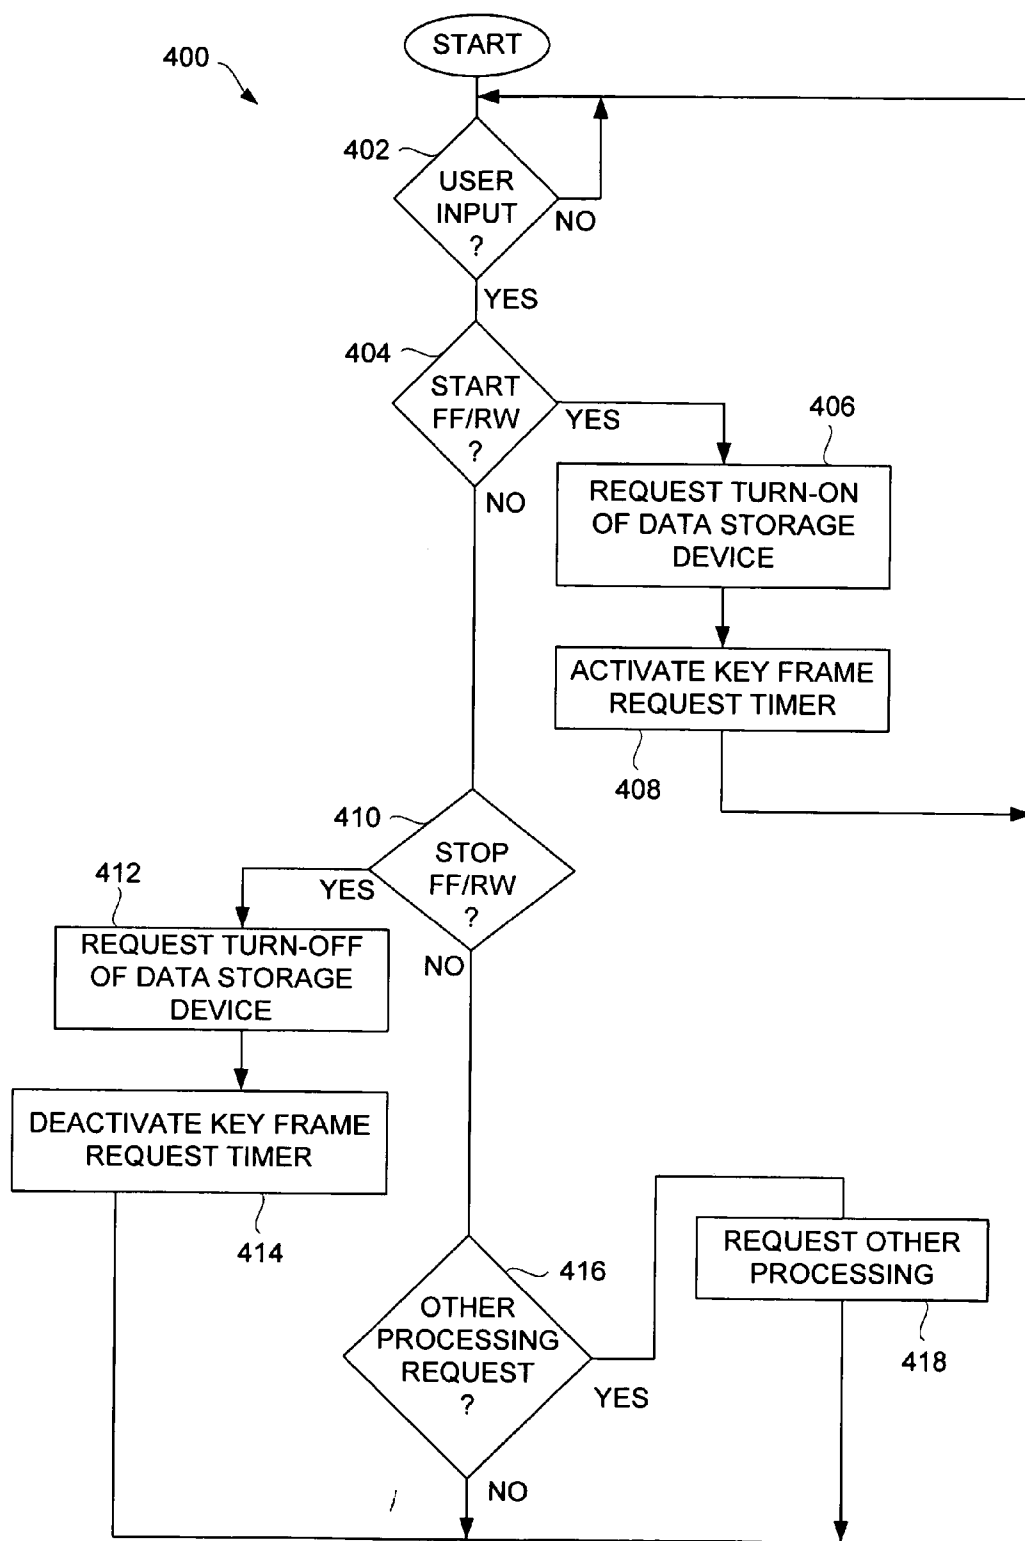 START
400
402
USER
INPUT
?
NO
YES
404
START
FF/RW
?
YES
NO
406
REQUEST TURN-ON
OF DATA STORAGE
DEVICE
ACTIVATE KEY FRAME
REQUEST TIMER
408
410
STOP
FF/RW
?
YES
NO
412
REQUEST TURN-OFF
OF DATA STORAGE
DEVICE
DEACTIVATE KEY FRAME
REQUEST TIMER
414
416
OTHER
PROCESSING
REQUEST
?
YES
NO
REQUEST OTHER
PROCESSING
418